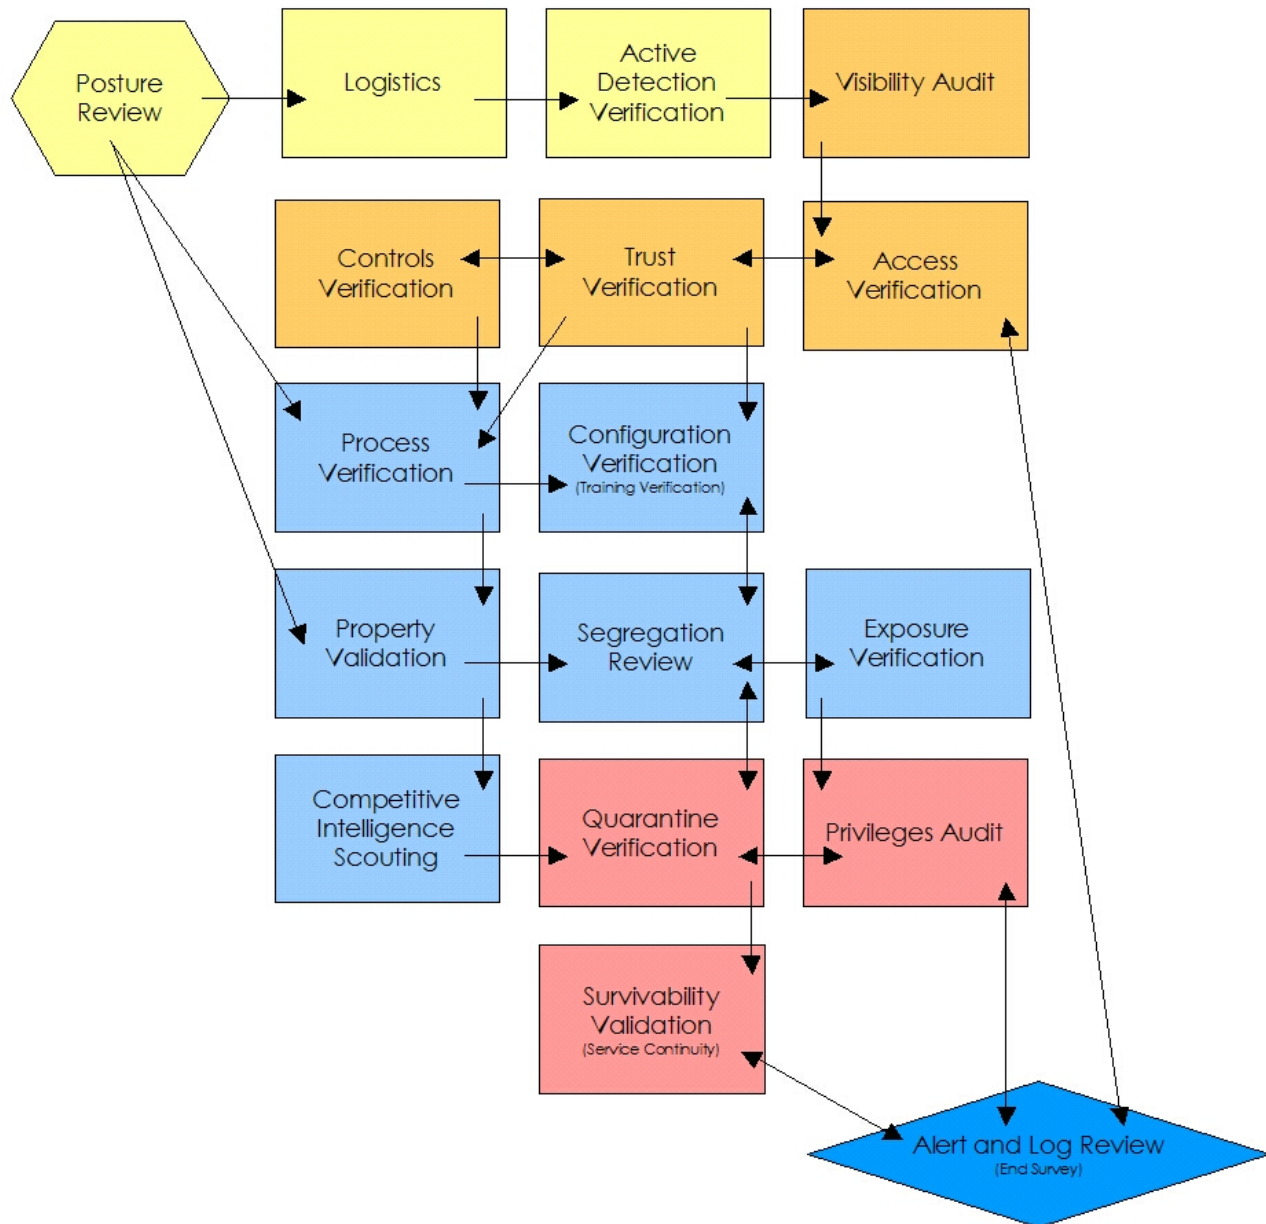 Posture
Review
Logistics
Active
Detection
Verification
Visibility Audit
Controls
Verification
Trust
Verification
Access
Verification
Process
Verification
Configuration
Verification
(Training Verification)
Property
Validation
Segregation
Review
Exposure
Verification
Competitive
Intelligence
Scouting
Quarantine
Verification
Privileges Audit
Survivability
Validation
(Service Continuity)
Alert and Log Review
(End Survey)